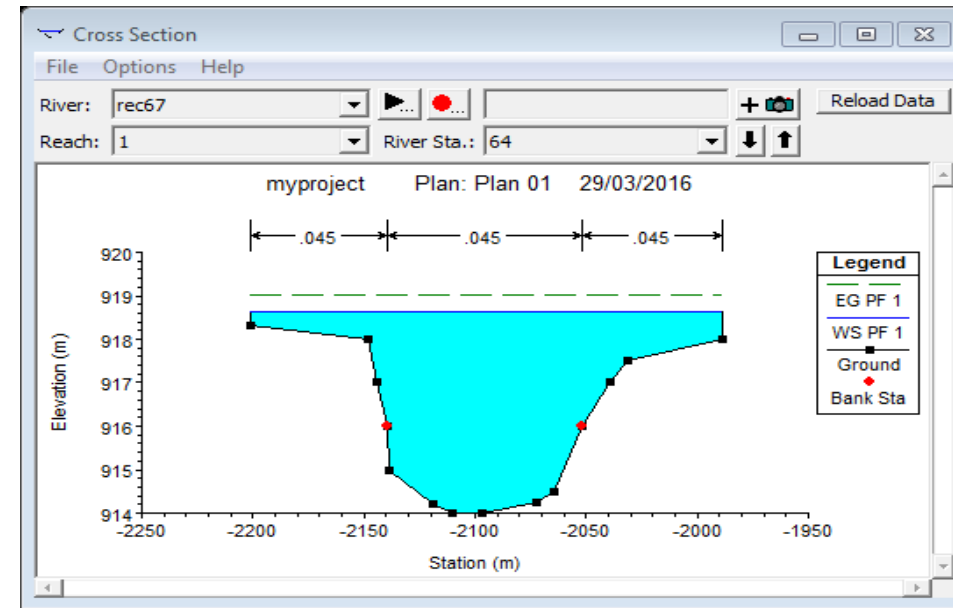 Cross Section
File Options Help
River: rec67 ... ... + Reload Data
Reach: 1 River Sta.: 64
myproject Plan: Plan 01 29/03/2016
.045 .045 .045
920
919
918
917
916
915
914
Elevation (m)
-2250 -2200 -2150 -2100 -2050 -2000 -1950
Station (m)
Legend
EG PF 1
WS PF 1
Ground
Bank Sta